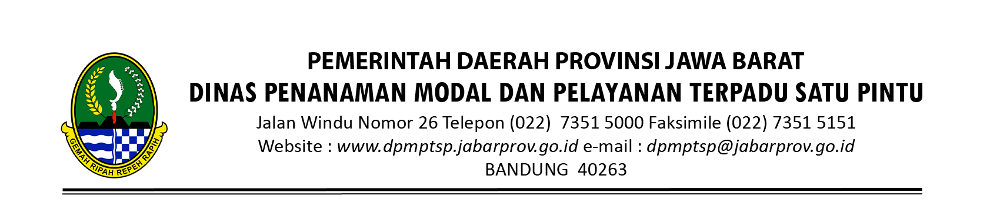 PEMERINTAH DAERAH PROVINSI JAWA BARAT
DINAS PENANAMAN MODAL DAN PELAYANAN TERPADU SATU PINTU
Jalan Windu Nomor 26 Telepon (022)  7351 5000 Faksimile (022) 7351 5151
Website : www.dpmptsp.jabarprov.go.id e-mail : dpmptsp@jabarprov.go.id
BANDUNG  40263
GEMAH RIPAH REPEH RAPIH